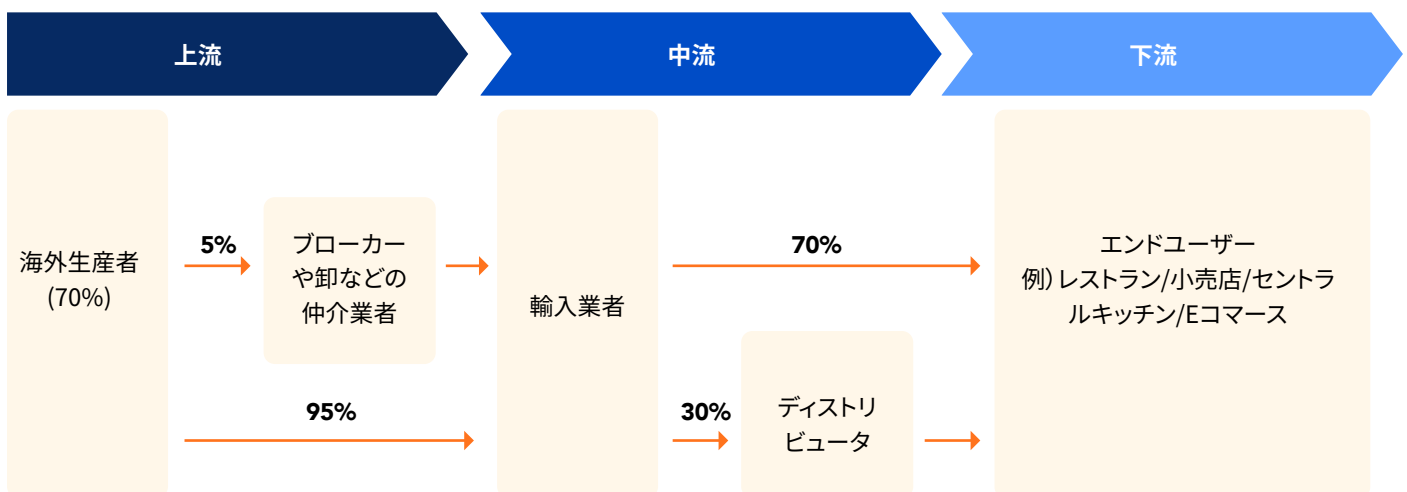 上流
中流
下流
海外生産者
(70%)
5%
ブローカー
や卸などの
仲介業者
95%
輸入業者
70%
30%
ディストリ
ビュータ
エンドユーザー
例）レストラン/小売店/セントラ
ルキッチン/Eコマース